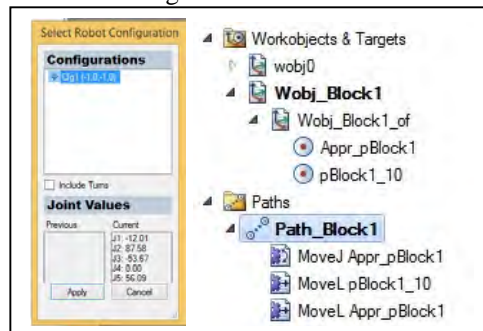 Select Robot Configuration
Configurations
Cfg1 (-1,0,-1,0)
Include Turns
Joint Values
Previous
Current
J1: -12.01
J2: 87.58
J3: -53.67
J4: 0.00
J5: 56.09
Apply
Cancel
Workobjects & Targets
wobj0
Wobj_Block1
Wobj_Block1_of
Appr_pBlock1
pBlock1_10
Paths
Path_Block1
MoveJ Appr_pBlock1
MoveL pBlock1_10
MoveL Appr_pBlock1